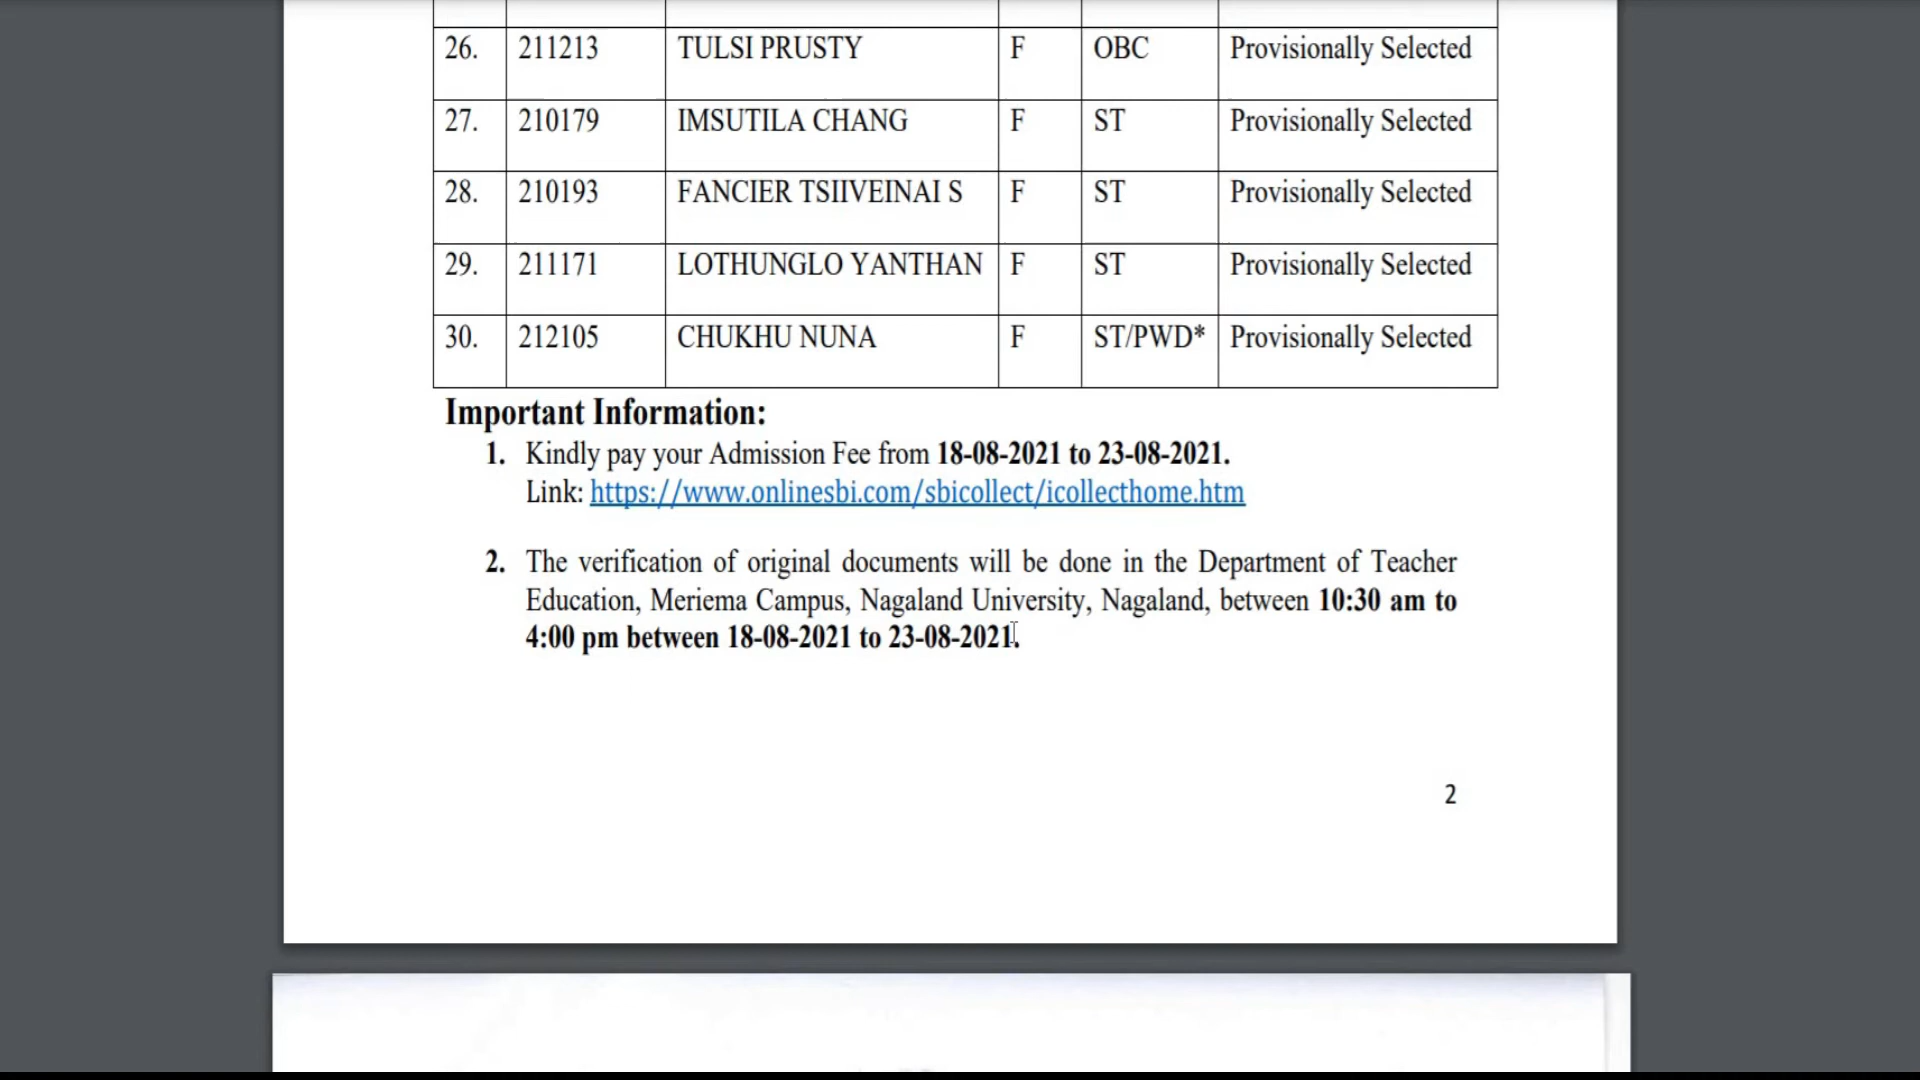 26. 211213 TULSI PRUSTY F OBC Provisionally Selected
27. 210179 IMSUTILA CHANG F ST Provisionally Selected
28. 210193 FANCIER TSIIVEINAI S F ST Provisionally Selected
29. 211171 LOTHUNGLO YANTHAN F ST Provisionally Selected
30. 212105 CHUKHU NUNA F ST/PWD* Provisionally Selected
Important Information:
1. Kindly pay your Admission Fee from 18-08-2021 to 23-08-2021.
Link: https://www.onlinesbi.com/sbicollect/icollecthome.htm
2. The verification of original documents will be done in the Department of Teacher
Education, Meriema Campus, Nagaland University, Nagaland, between 10:30 am to
4:00 pm between 18-08-2021 to 23-08-2021.
2